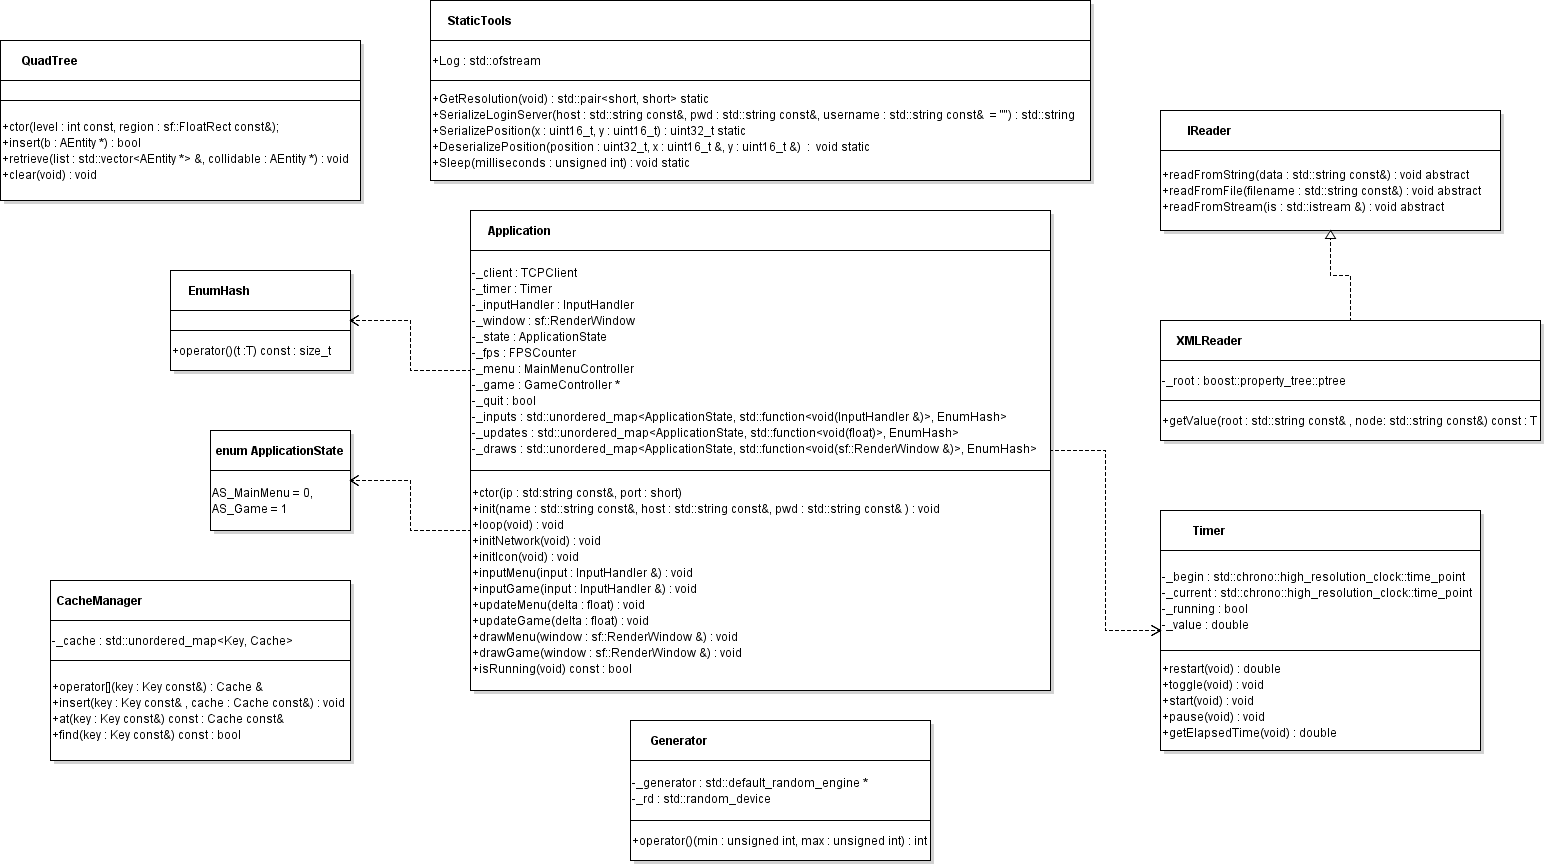 StaticTools
+Log : std::ofstream
+GetResolution(void) : std::pair<short, short> static
+SerializeLoginServer(host : std::string const&, pwd : std::string const&, username : std::string const& = "") : std::string
+SerializePosition(x : uint16_t, y : uint16_t) : uint32_t static
+DeserializePosition(position : uint32_t, x : uint16_t &, y : uint16_t &) : void static
+Sleep(milliseconds : unsigned int) : void static
QuadTree
+ctor(level : int const, region : sf::FloatRect const&);
+insert(b : AEntity *) : bool
+retrieve(list : std::vector<AEntity *> &, collidable : AEntity *) : void
+clear(void) : void
IReader
+readFromString(data : std::string const&) : void abstract
+readFromFile(filename : std::string const&) : void abstract
+readFromStream(is : std::istream &) : void abstract
Application
-_client : TCPClient
-_timer : Timer
-_inputHandler : InputHandler
-_window : sf::RenderWindow
-_state : ApplicationState
-_fps : FPSCounter
-_menu : MainMenuController
-_game : GameController *
-_quit : bool
-_inputs : std::unordered_map<ApplicationState, std::function<void(InputHandler &)>, EnumHash>
-_updates : std::unordered_map<ApplicationState, std::function<void(float)>, EnumHash>
-_draws : std::unordered_map<ApplicationState, std::function<void(sf::RenderWindow &)>, EnumHash>
+ctor(ip : std:string const&, port : short)
+init(name : std::string const&, host : std::string const&, pwd : std::string const& ) : void
+loop(void) : void
+initNetwork(void) : void
+initIcon(void) : void
+inputMenu(input : InputHandler &) : void
+inputGame(input : InputHandler &) : void
+updateMenu(delta : float) : void
+updateGame(delta : float) : void
+drawMenu(window : sf::RenderWindow &) : void
+drawGame(window : sf::RenderWindow &) : void
+isRunning(void) const : bool
EnumHash
+operator()(t :T) const : size_t
XMLReader
-_root : boost::property_tree::ptree
+getValue(root : std::string const& , node: std::string const&) const : T
enum ApplicationState
AS_MainMenu = 0,
AS_Game = 1
Timer
-_begin : std::chrono::high_resolution_clock::time_point
-_current : std::chrono::high_resolution_clock::time_point
-_running : bool
-_value : double
+restart(void) : double
+toggle(void) : void
+start(void) : void
+pause(void) : void
+getElapsedTime(void) : double
CacheManager
-_cache : std::unordered_map<Key, Cache>
+operator[](key : Key const&) : Cache &
+insert(key : Key const& , cache : Cache const&) : void
+at(key : Key const&) const : Cache const&
+find(key : Key const&) const : bool
Generator
-_generator : std::default_random_engine *
-_rd : std::random_device
+operator()(min : unsigned int, max : unsigned int) : int